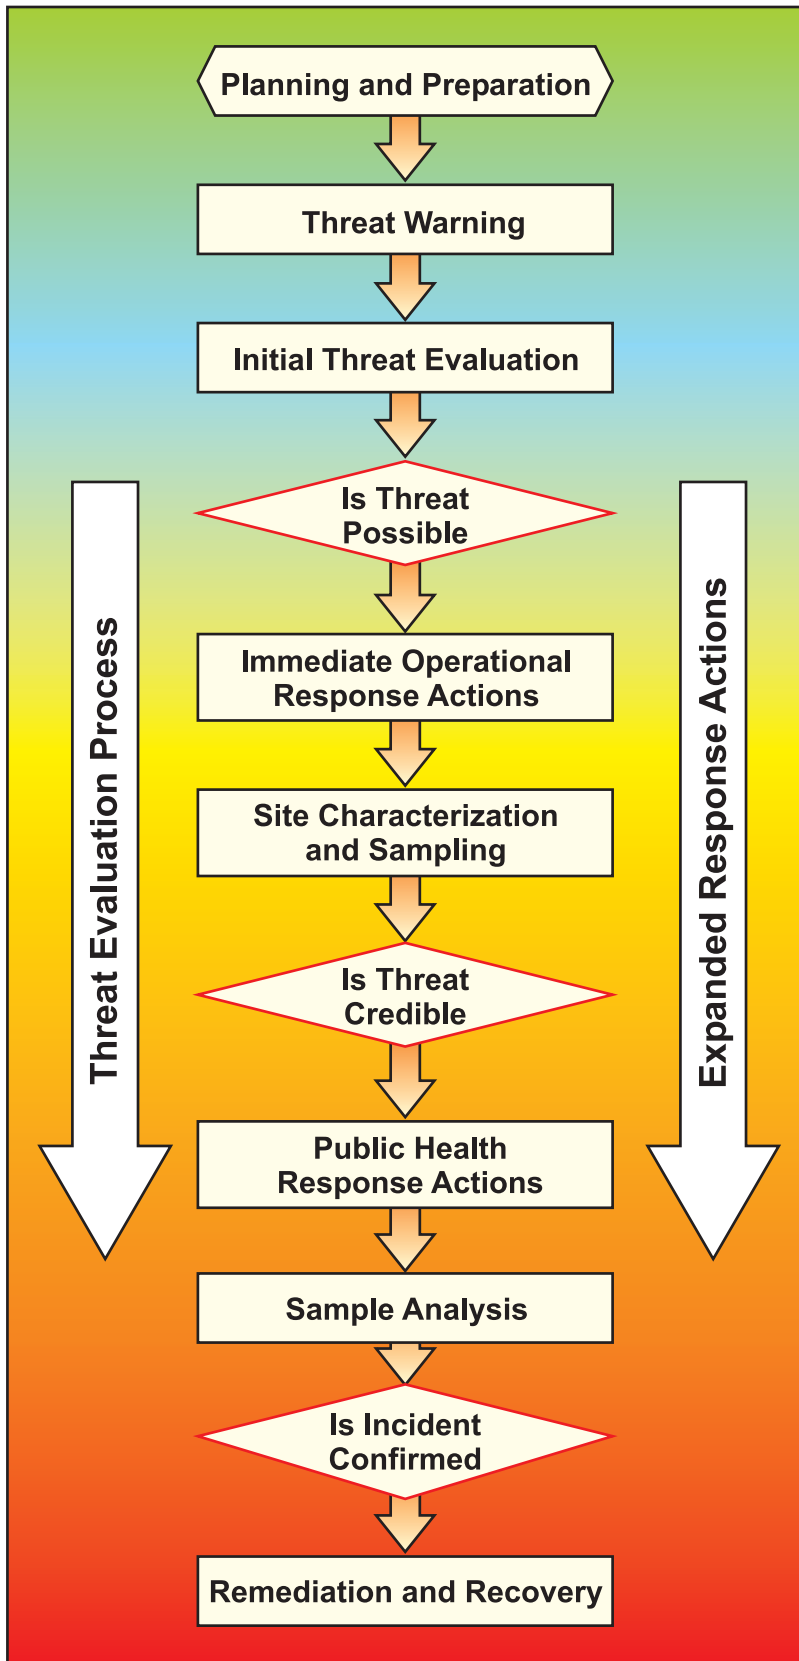 Planning and Preparation
Threat Warning
Initial Threat Evaluation
Is Threat
Possible
Immediate Operational
Response Actions
Site Characterization
and Sampling
Is Threat
Credible
Public Health
Response Actions
Sample Analysis
Is Incident
Confirmed
Remediation and Recovery
Threat Evaluation Process
Expanded Response Actions